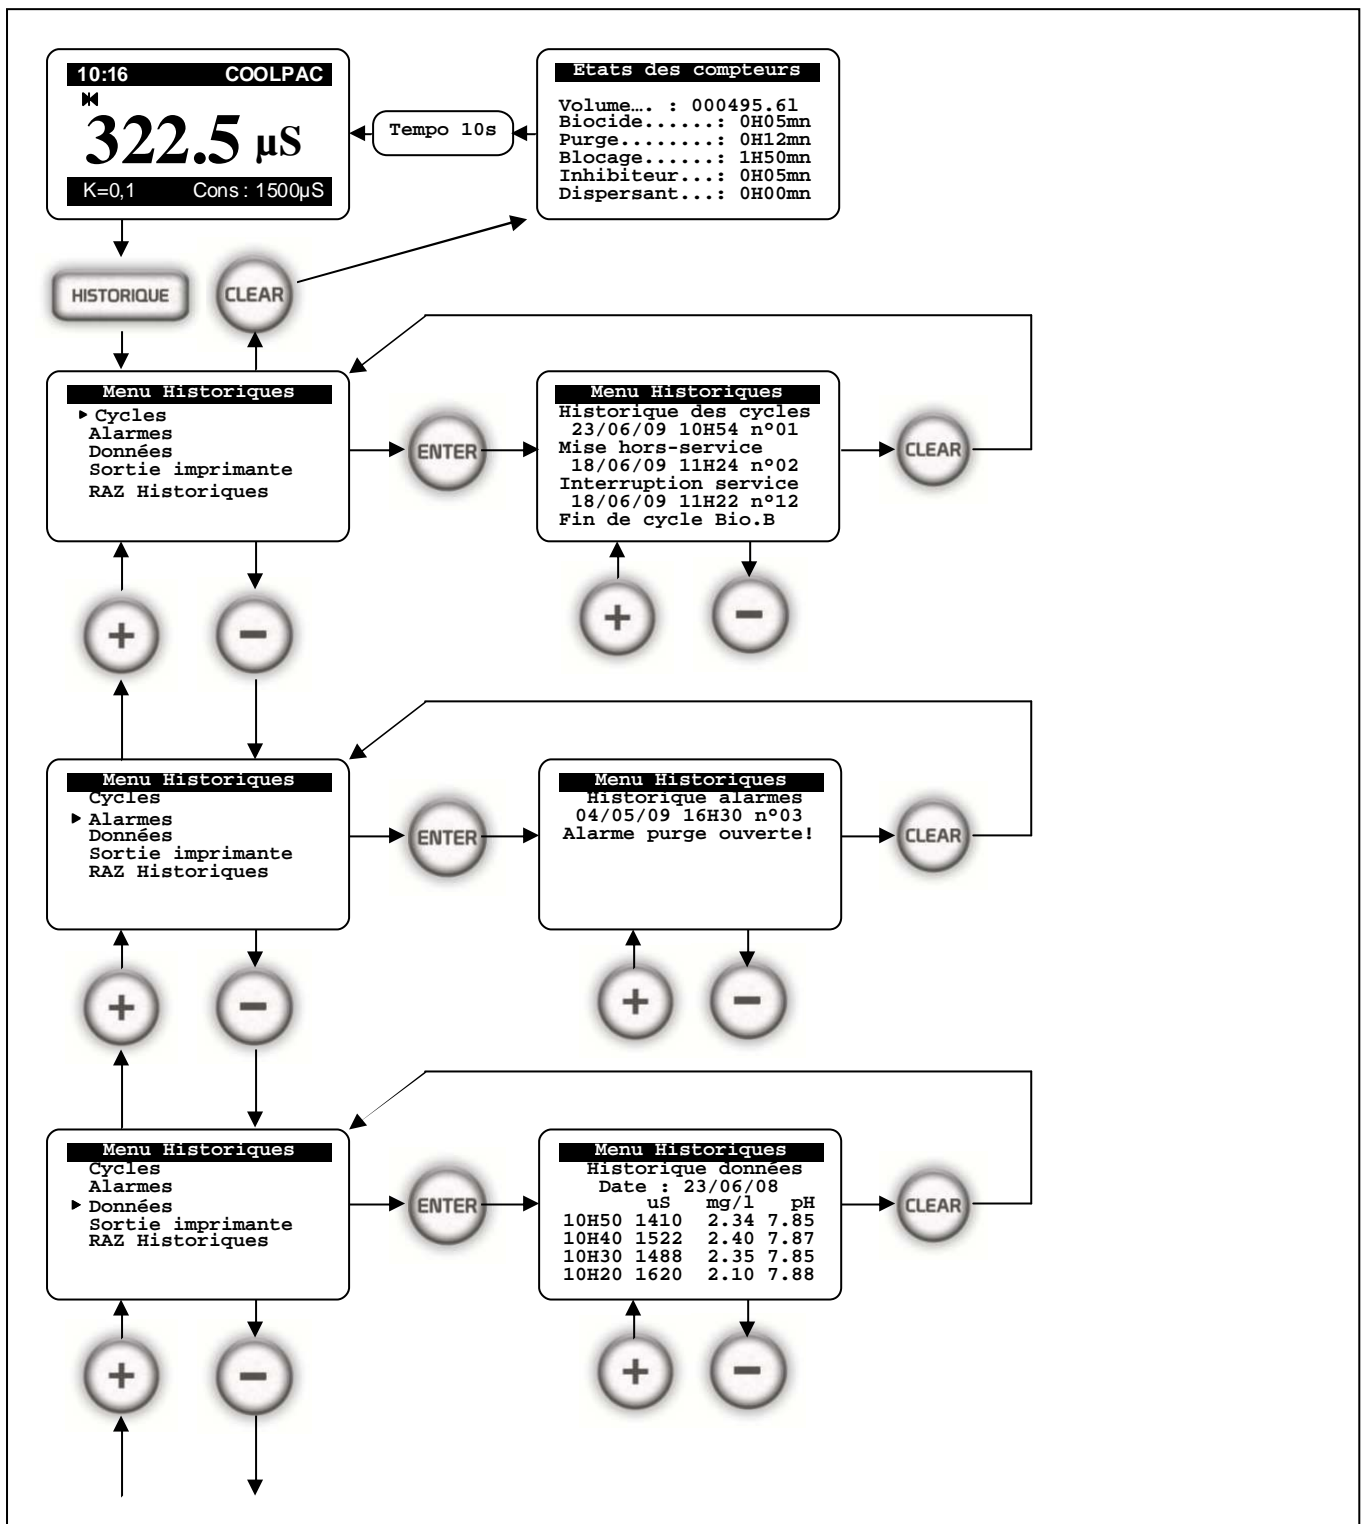 10:16 COOLPAC
322.5 µS
K=0,1 Cons : 1500µS
Tempo 10s
Etats des compteurs
Volume…. : 000495.6l
Biocide......: 0H05mn
Purge........: 0H12mn
Blocage......: 1H50mn
Inhibiteur...: 0H05mn
Dispersant...: 0H00mn
HISTORIQUE
CLEAR
Menu Historiques
Cycles
Alarmes
Données
Sortie imprimante
RAZ Historiques
ENTER
Menu Historiques
Historique des cycles
23/06/09 10H54 n°01
Mise hors-service
18/06/09 11H24 n°02
Interruption service
18/06/09 11H22 n°12
Fin de cycle Bio.B
CLEAR
+
-
+
-
Menu Historiques
Cycles
Alarmes
Données
Sortie imprimante
RAZ Historiques
ENTER
Menu Historiques
Historique alarmes
04/05/09 16H30 n°03
Alarme purge ouverte!
CLEAR
+
-
+
-
Menu Historiques
Cycles
Alarmes
Données
Sortie imprimante
RAZ Historiques
ENTER
Menu Historiques
Historique données
Date : 23/06/08
uS mg/l pH
10H50 1410 2.34 7.85
10H40 1522 2.40 7.87
10H30 1488 2.35 7.85
10H20 1620 2.10 7.88
CLEAR
+
-
+
-